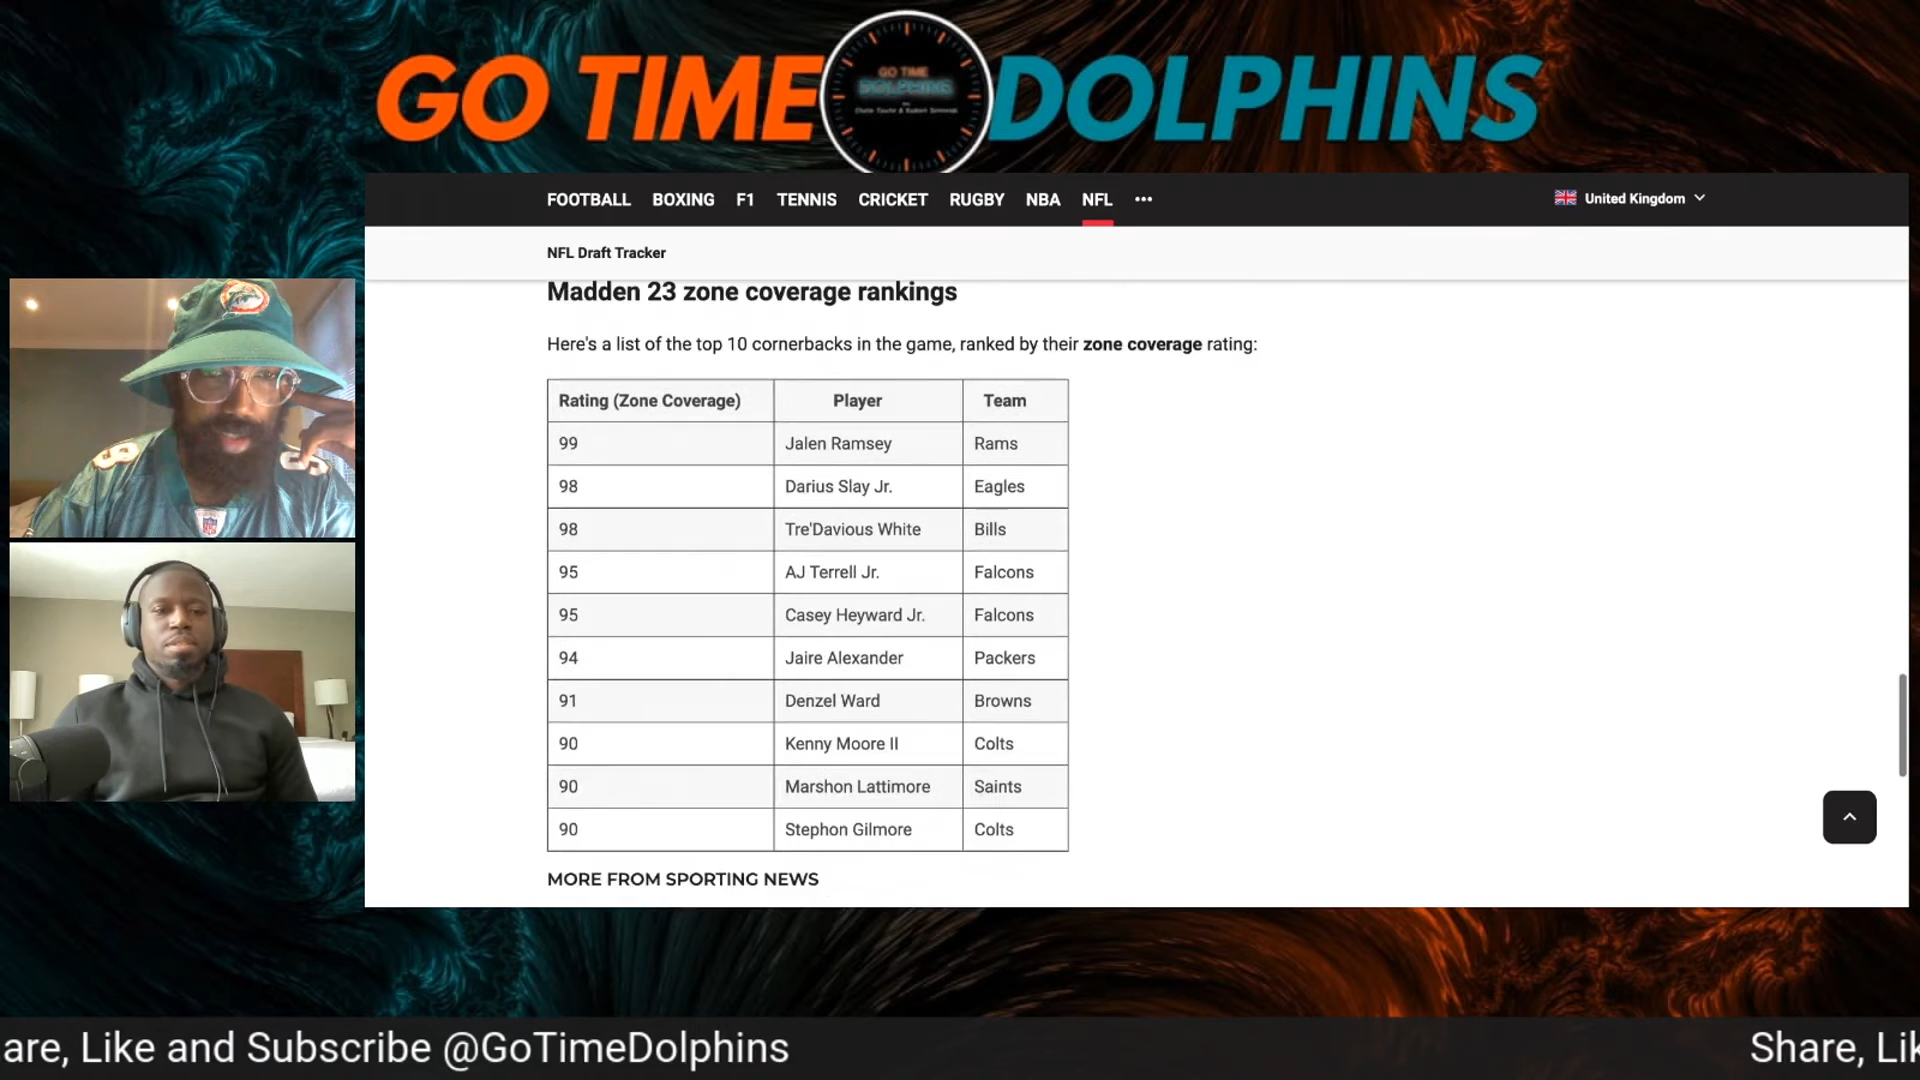 GO TIME DOLPHINS
GO TIME
DOLPHINS
FOOTBALL BOXING F1 TENNIS CRICKET RUGBY NBA NFL ••• United Kingdom
NFL Draft Tracker
Madden 23 zone coverage rankings
Here's a list of the top 10 cornerbacks in the game, ranked by their zone coverage rating:
Rating (Zone Coverage) Player Team
99 Jalen Ramsey Rams
98 Darius Slay Jr. Eagles
98 Tre'Davious White Bills
95 AJ Terrell Jr. Falcons
95 Casey Heyward Jr. Falcons
94 Jaire Alexander Packers
91 Denzel Ward Browns
90 Kenny Moore II Colts
90 Marshon Lattimore Saints
90 Stephon Gilmore Colts
MORE FROM SPORTING NEWS
are, Like and Subscribe @GoTimeDolphins Share, Lik